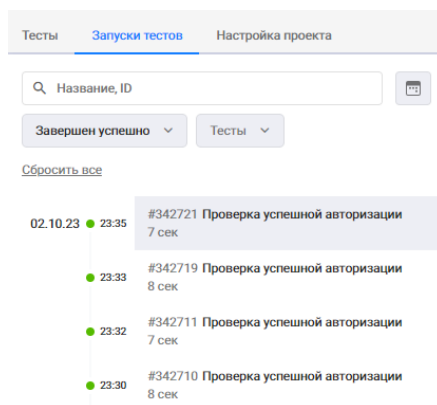 Тесты Запуски тестов Настройка проекта
Название, ID
Завершен успешно Тесты
Сбросить все
02.10.23 23:35 #342721 Проверка успешной авторизации
7 сек
23:33 #342719 Проверка успешной авторизации
8 сек
23:32 #342711 Проверка успешной авторизации
7 сек
23:30 #342710 Проверка успешной авторизации
8 сек